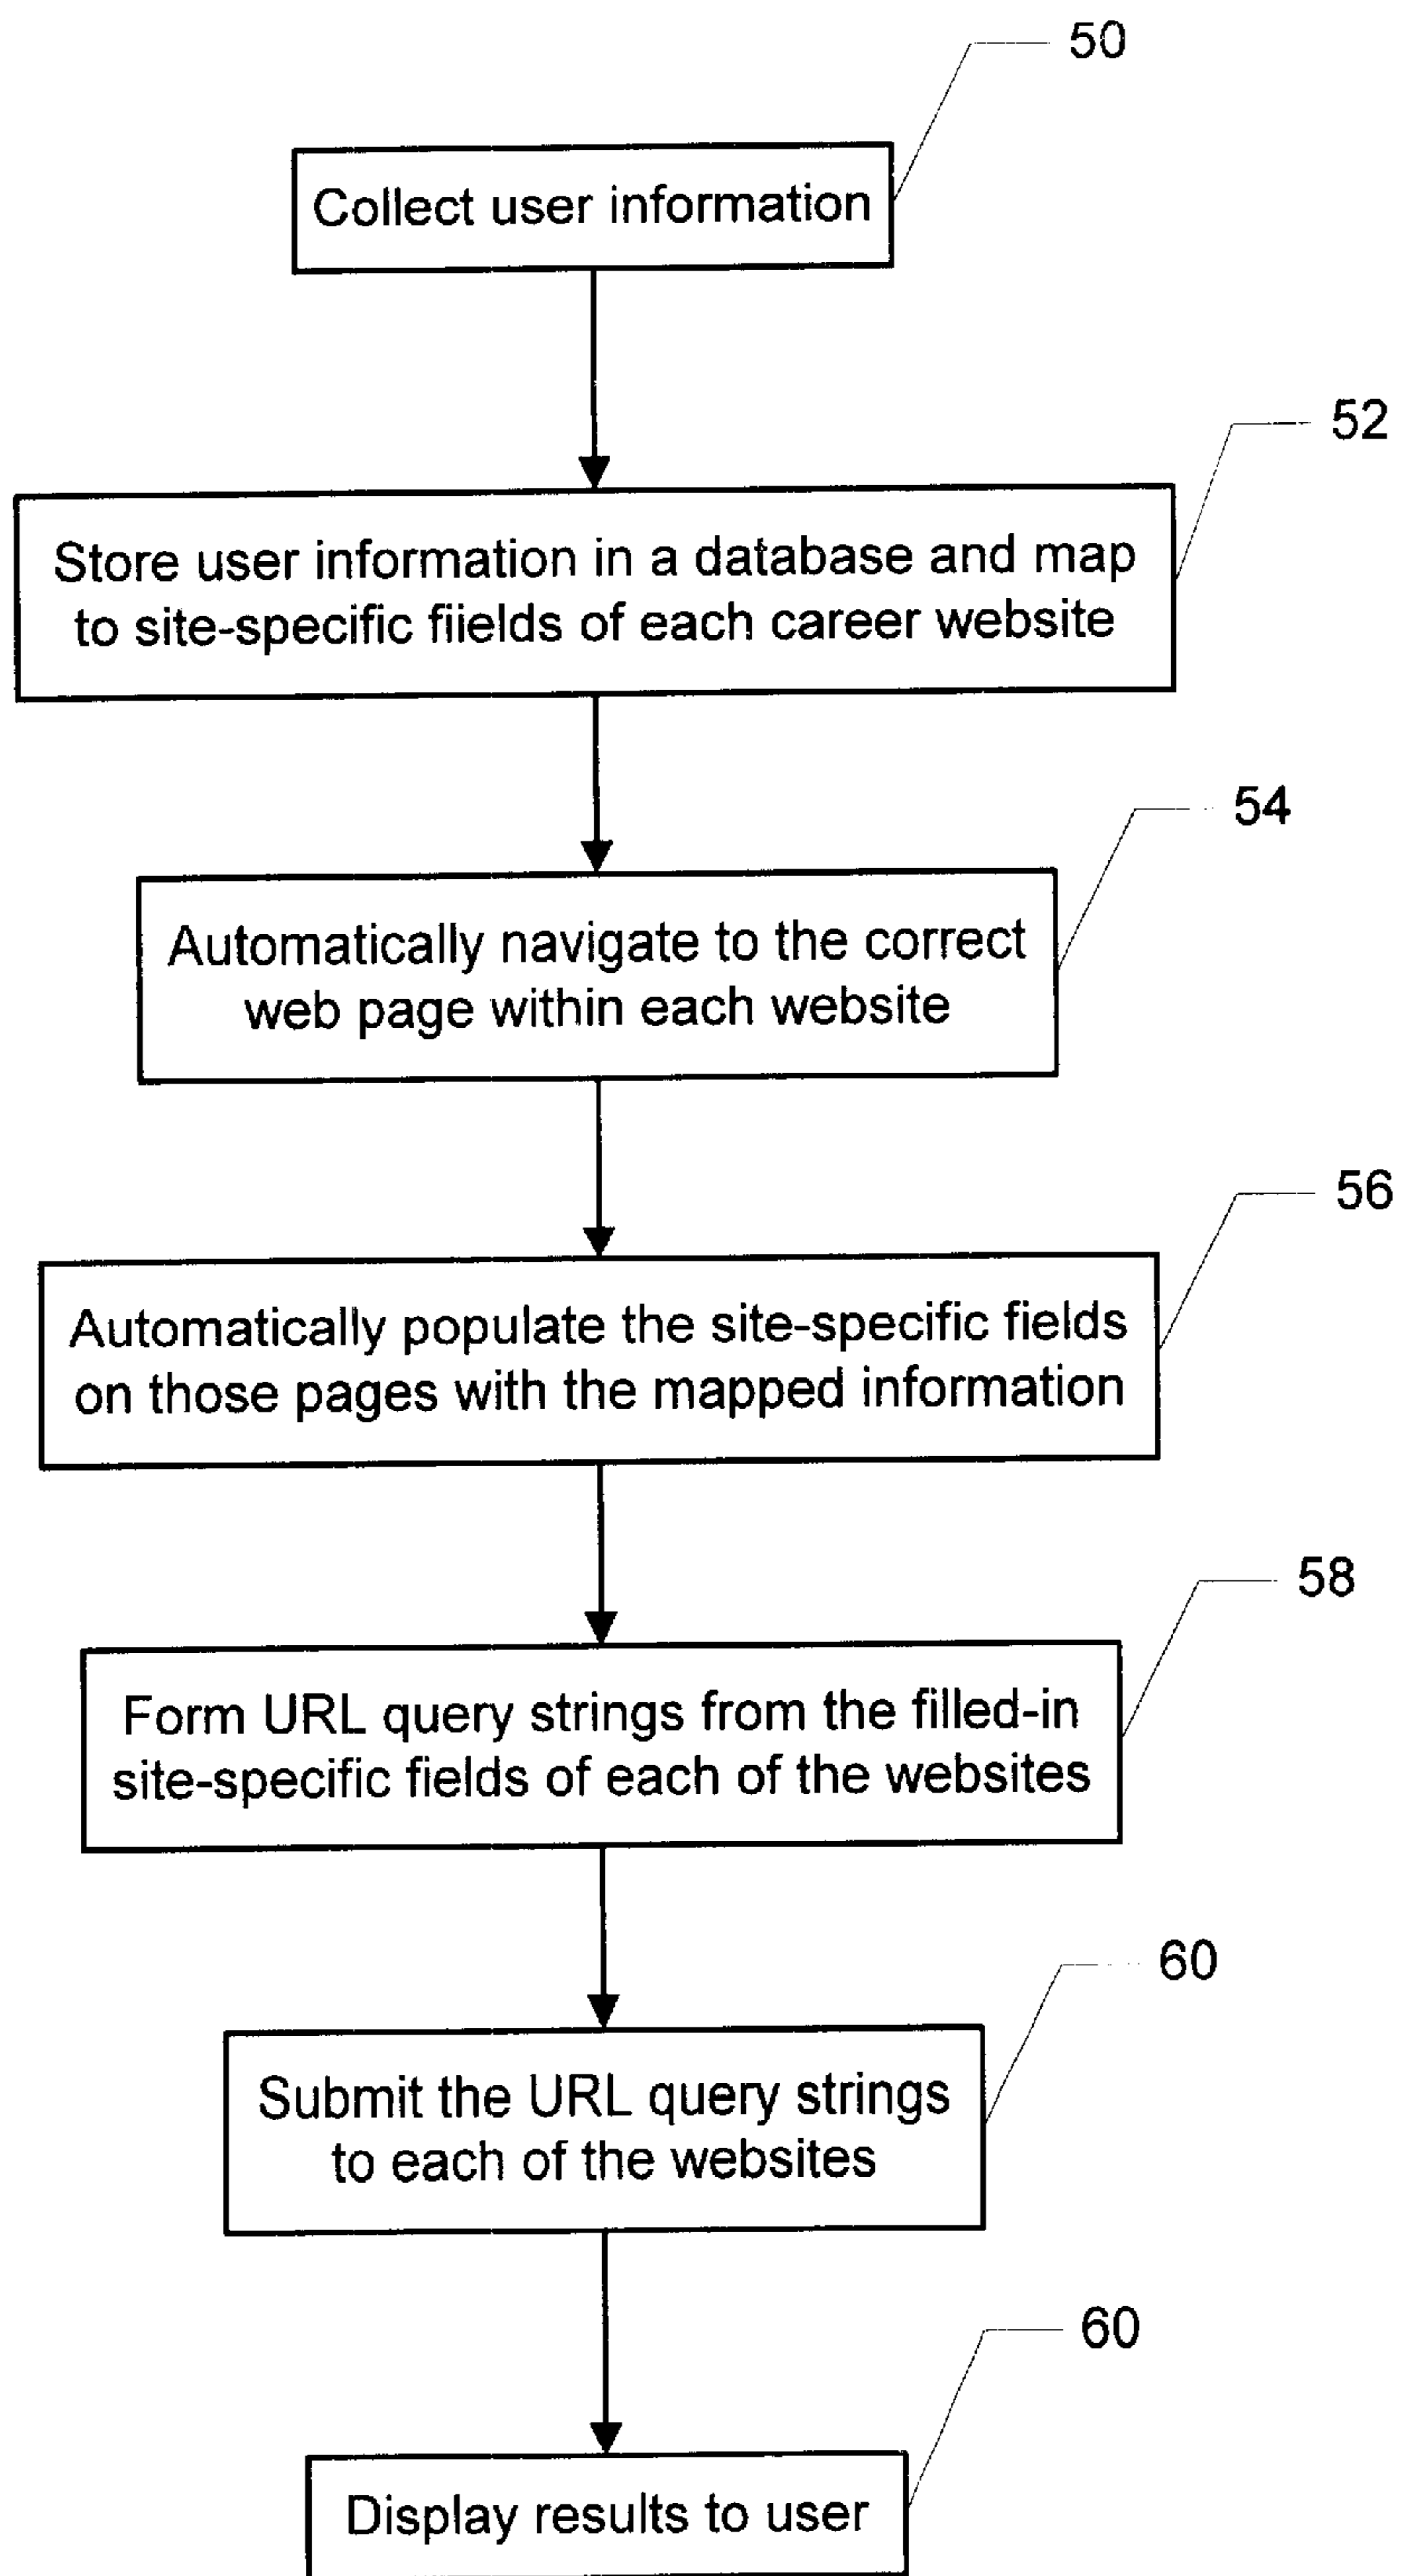 50
Collect user information
52
Store user information in a database and map
to site-specific fiields of each career website
54
Automatically navigate to the correct
web page within each website
56
Automatically populate the site-specific fields
on those pages with the mapped information
58
Form URL query strings from the filled-in
site-specific fields of each of the websites
60
Submit the URL query strings
to each of the websites
60
Display results to user